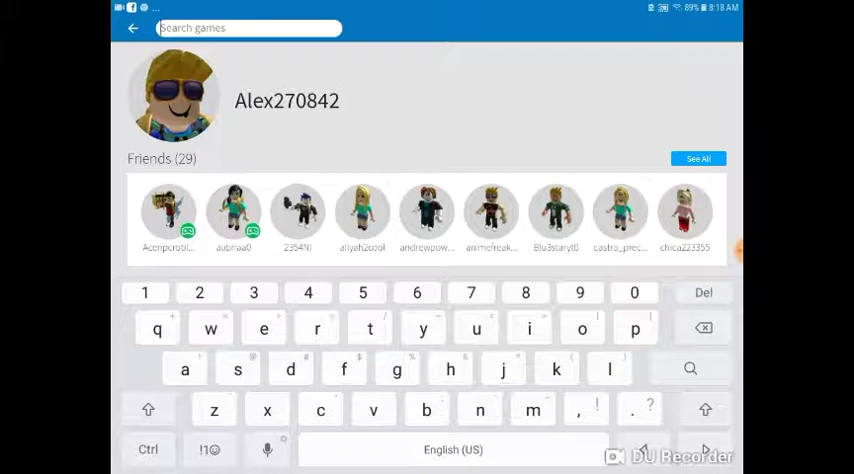 ... 89% 8:18 AM
Search games
Alex270842
Friends (29)
See All
Acenpcrobl... aubriaa0 2354NI aliyah2cool andrewpow... animefreak... Blu3staryt0 castro_prec... chica223355
1 2 3 4 5 6 7 8 9 0 Del
q w e r t y u i o p
a s d f g h j k l
z x c v b n m , ! . ?
Ctrl !1☺ English (US)
DU Recorder